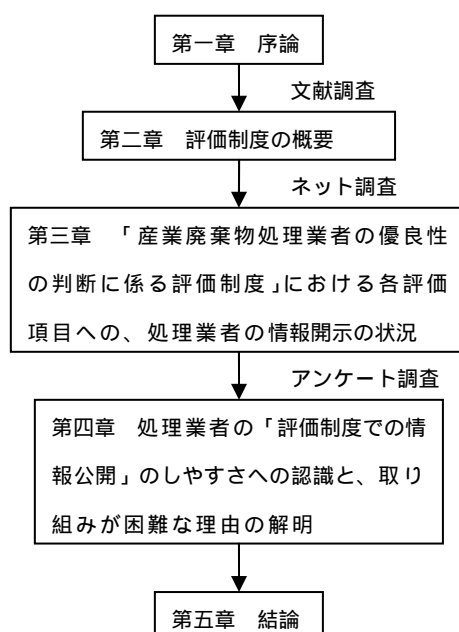 第一章　序論
文献調査
第二章　評価制度の概要
ネット調査
第三章　「産業廃棄物処理業者の優良性
の判断に係る評価制度」における各評価
項目への、処理業者の情報開示の状況
アンケート調査
第四章　処理業者の「評価制度での情
報公開」のしやすさへの認識と、取り
組みが困難な理由の解明
第五章　結論